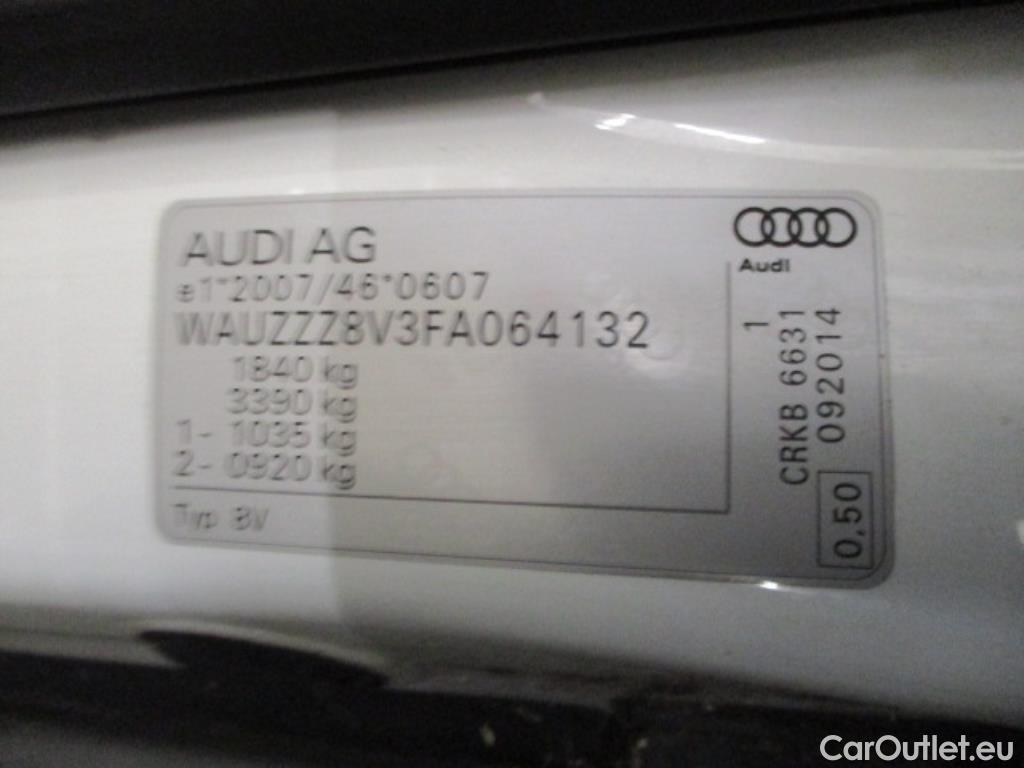 AUDI AG
e1*2007/46*0607
WAUZZZ8V3FA064132
1840 kg
3390 kg
1- 1035 kg
2- 0920 kg
Typ 8V
Audi
1
CRKB 6631
092014
0,50
CarOutlet.eu